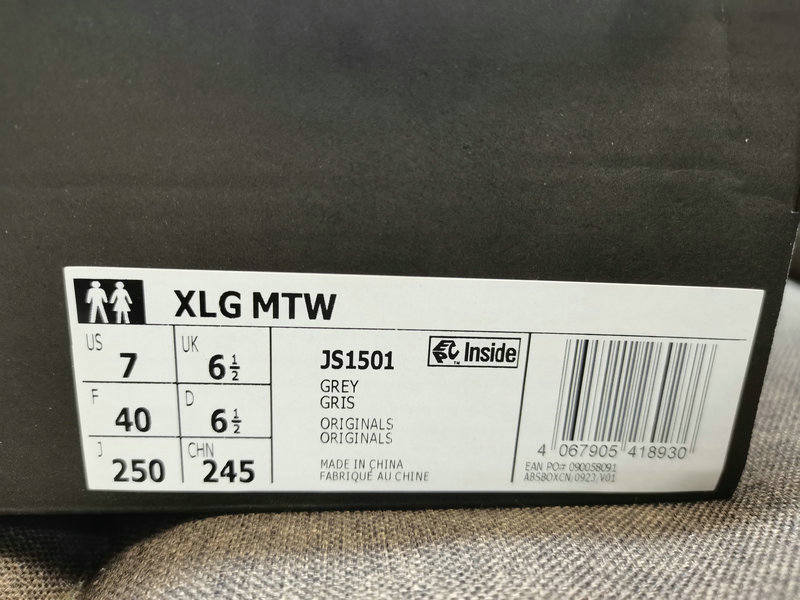 XLG MTW
US 7
UK 6 1/2
F 40
D 6 1/2
J 250
CHN 245
JS1501
GREY
GRIS
ORIGINALS
ORIGINALS
MADE IN CHINA
FABRIQUÉ AU CHINE
TM Inside
4 067905 418930
EAN PO# 090058091
ABSBOXCN/0923/V01